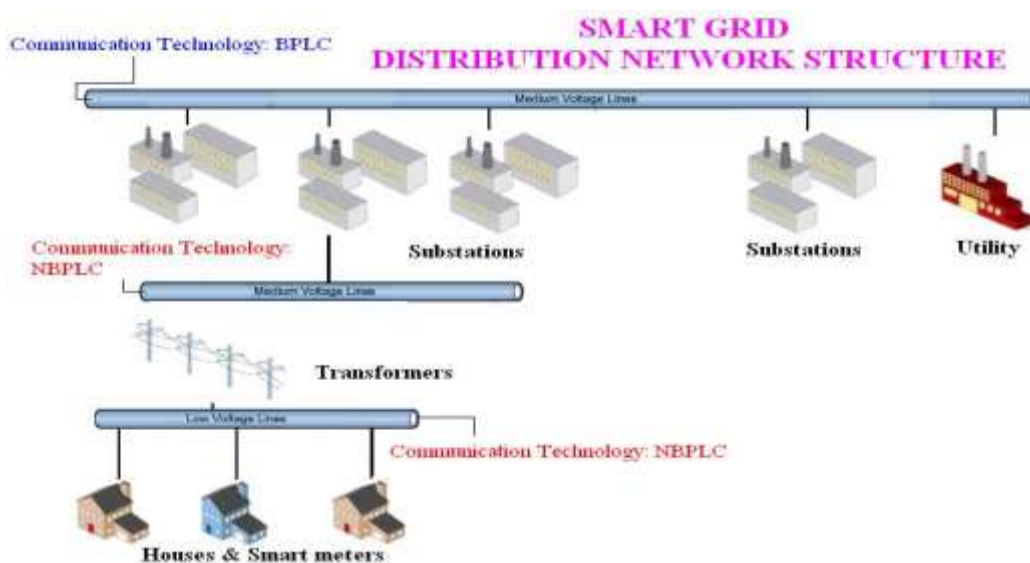 SMART GRID
DISTRIBUTION NETWORK STRUCTURE
Communication Technology: BPLC
Medium Voltage Lines
Communication Technology:
NBPLC
Substations
Substations
Utility
Medium Voltage Lines
Transformers
Low Voltage Lines
Communication Technology: NBPLC
Houses & Smart meters